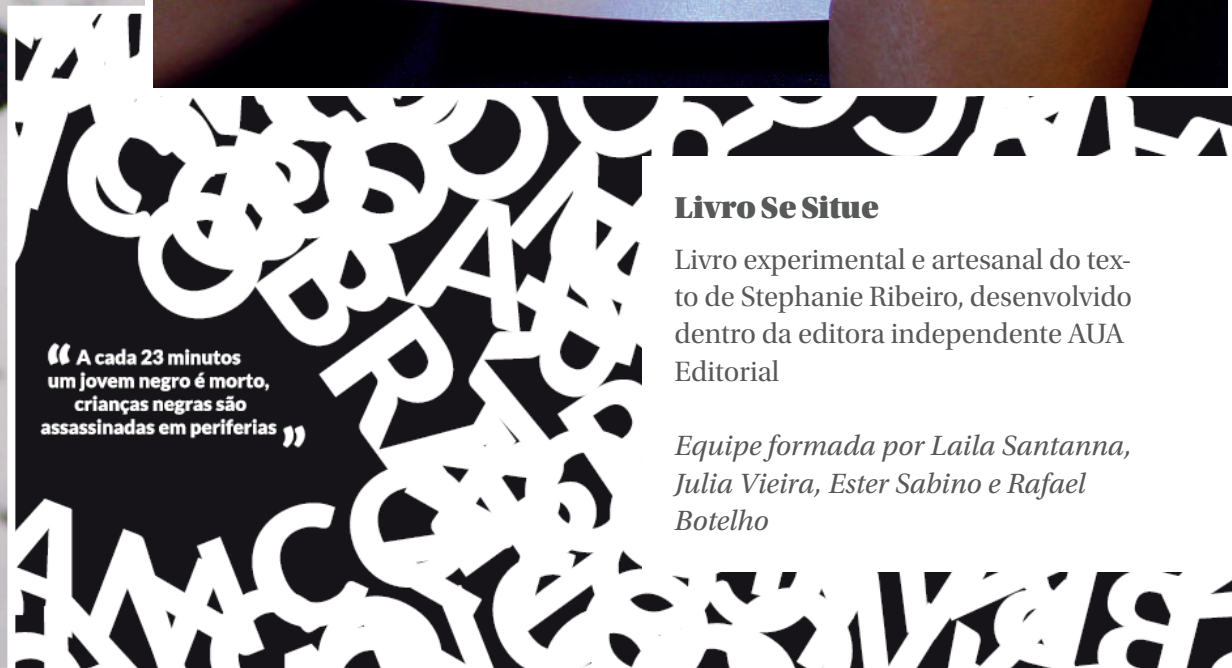 “ A cada 23 minutos
um jovem negro é morto,
crianças negras são
assassinadas em periferias ”
Livro Se Situe
Livro experimental e artesanal do tex-
to de Stephanie Ribeiro, desenvolvido
dentro da editora independente AUA
Editorial
Equipe formada por Laila Santanna,
Julia Vieira, Ester Sabino e Rafael
Botelho